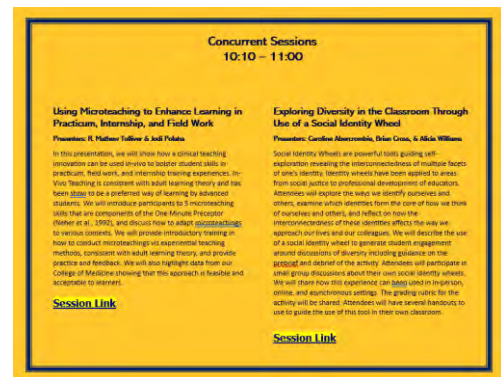 Concurrent Sessions
10:10 – 11:00
Using Microteaching to Enhance Learning in
Practicum, Internship, and Field Work
Presenters: R. Mathew Tolliver & Jodi Polaha
In this presentation, we will show how a clinical teaching
innovation can be used in-vivo to bolster student skills in
practicum, field work, and internship training experiences. In-
Vivo Teaching is consistent with adult learning theory and has
been show to be a preferred way of learning by advanced
students. We will introduce participants to 5 microteaching
skills that are components of the One-Minute Preceptor
(Neher et al., 1992), and discuss how to adapt microteachings
to various contexts. We will provide introductory training in
how to conduct microteachings via experiential teaching
methods, consistent with adult learning theory, and provide
practice and feedback. We will also highlight data from our
College of Medicine showing that this approach is feasible and
acceptable to learners.
Session Link
Exploring Diversity in the Classroom Through
Use of a Social Identity Wheel
Presenters: Caroline Abercrombie, Brian Cross, & Alicia Williams
Social Identity Wheels are powerful tools guiding self-
exploration revealing the interconnectedness of multiple facets
of one's identity. Identity wheels have been applied to areas
from social justice to professional development of educators.
Attendees will explore the ways we identify ourselves and
others, examine which identities form the core of how we think
of ourselves and others, and reflect on how the
interconnectedness of these identities affects the way we
approach our lives and our colleagues. We will describe the use
of a social identity wheel to generate student engagement
around discussions of diversity including guidance on the
prebrief and debrief of the activity. Attendees will participate in
small group discussions about their own social identity wheels.
We will share how this experience can been used in in-person,
online, and asynchronous settings. The grading rubric for the
activity will be shared. Attendees will have several handouts to
use to guide the use of this tool in their own classroom.
Session Link